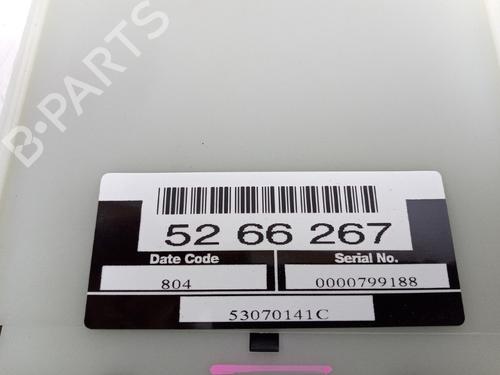 B-PARTS
52 66 267
Date Code Serial No.
804 0000799188
53070141C